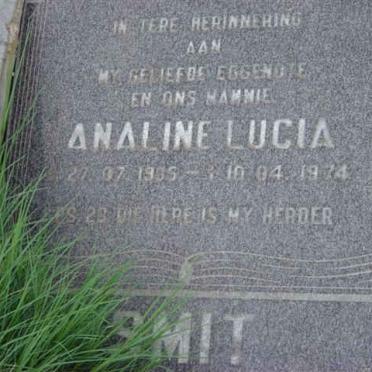 IN TERE HERINNERING
AAN
MY GELIEFDE EGGENOTE
EN ONS MAMMIE
ANALINE LUCIA
27.07.1935 - 10.04.1974
PS 23 DIE HERE IS MY HERDER
SMIT